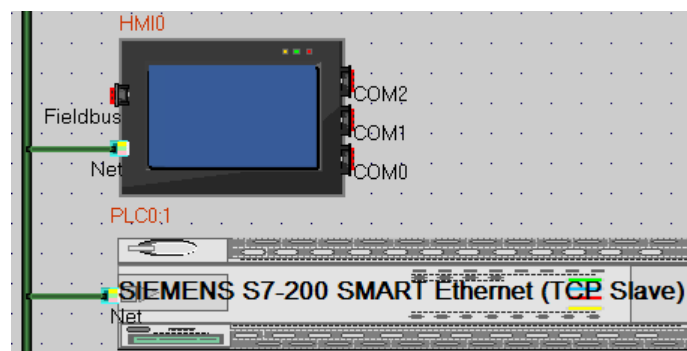 HMI0
COM2
Fieldbus
COM1
Net
COM0
PLC0:1
SIEMENS S7-200 SMART Ethernet (TCP Slave)
Net